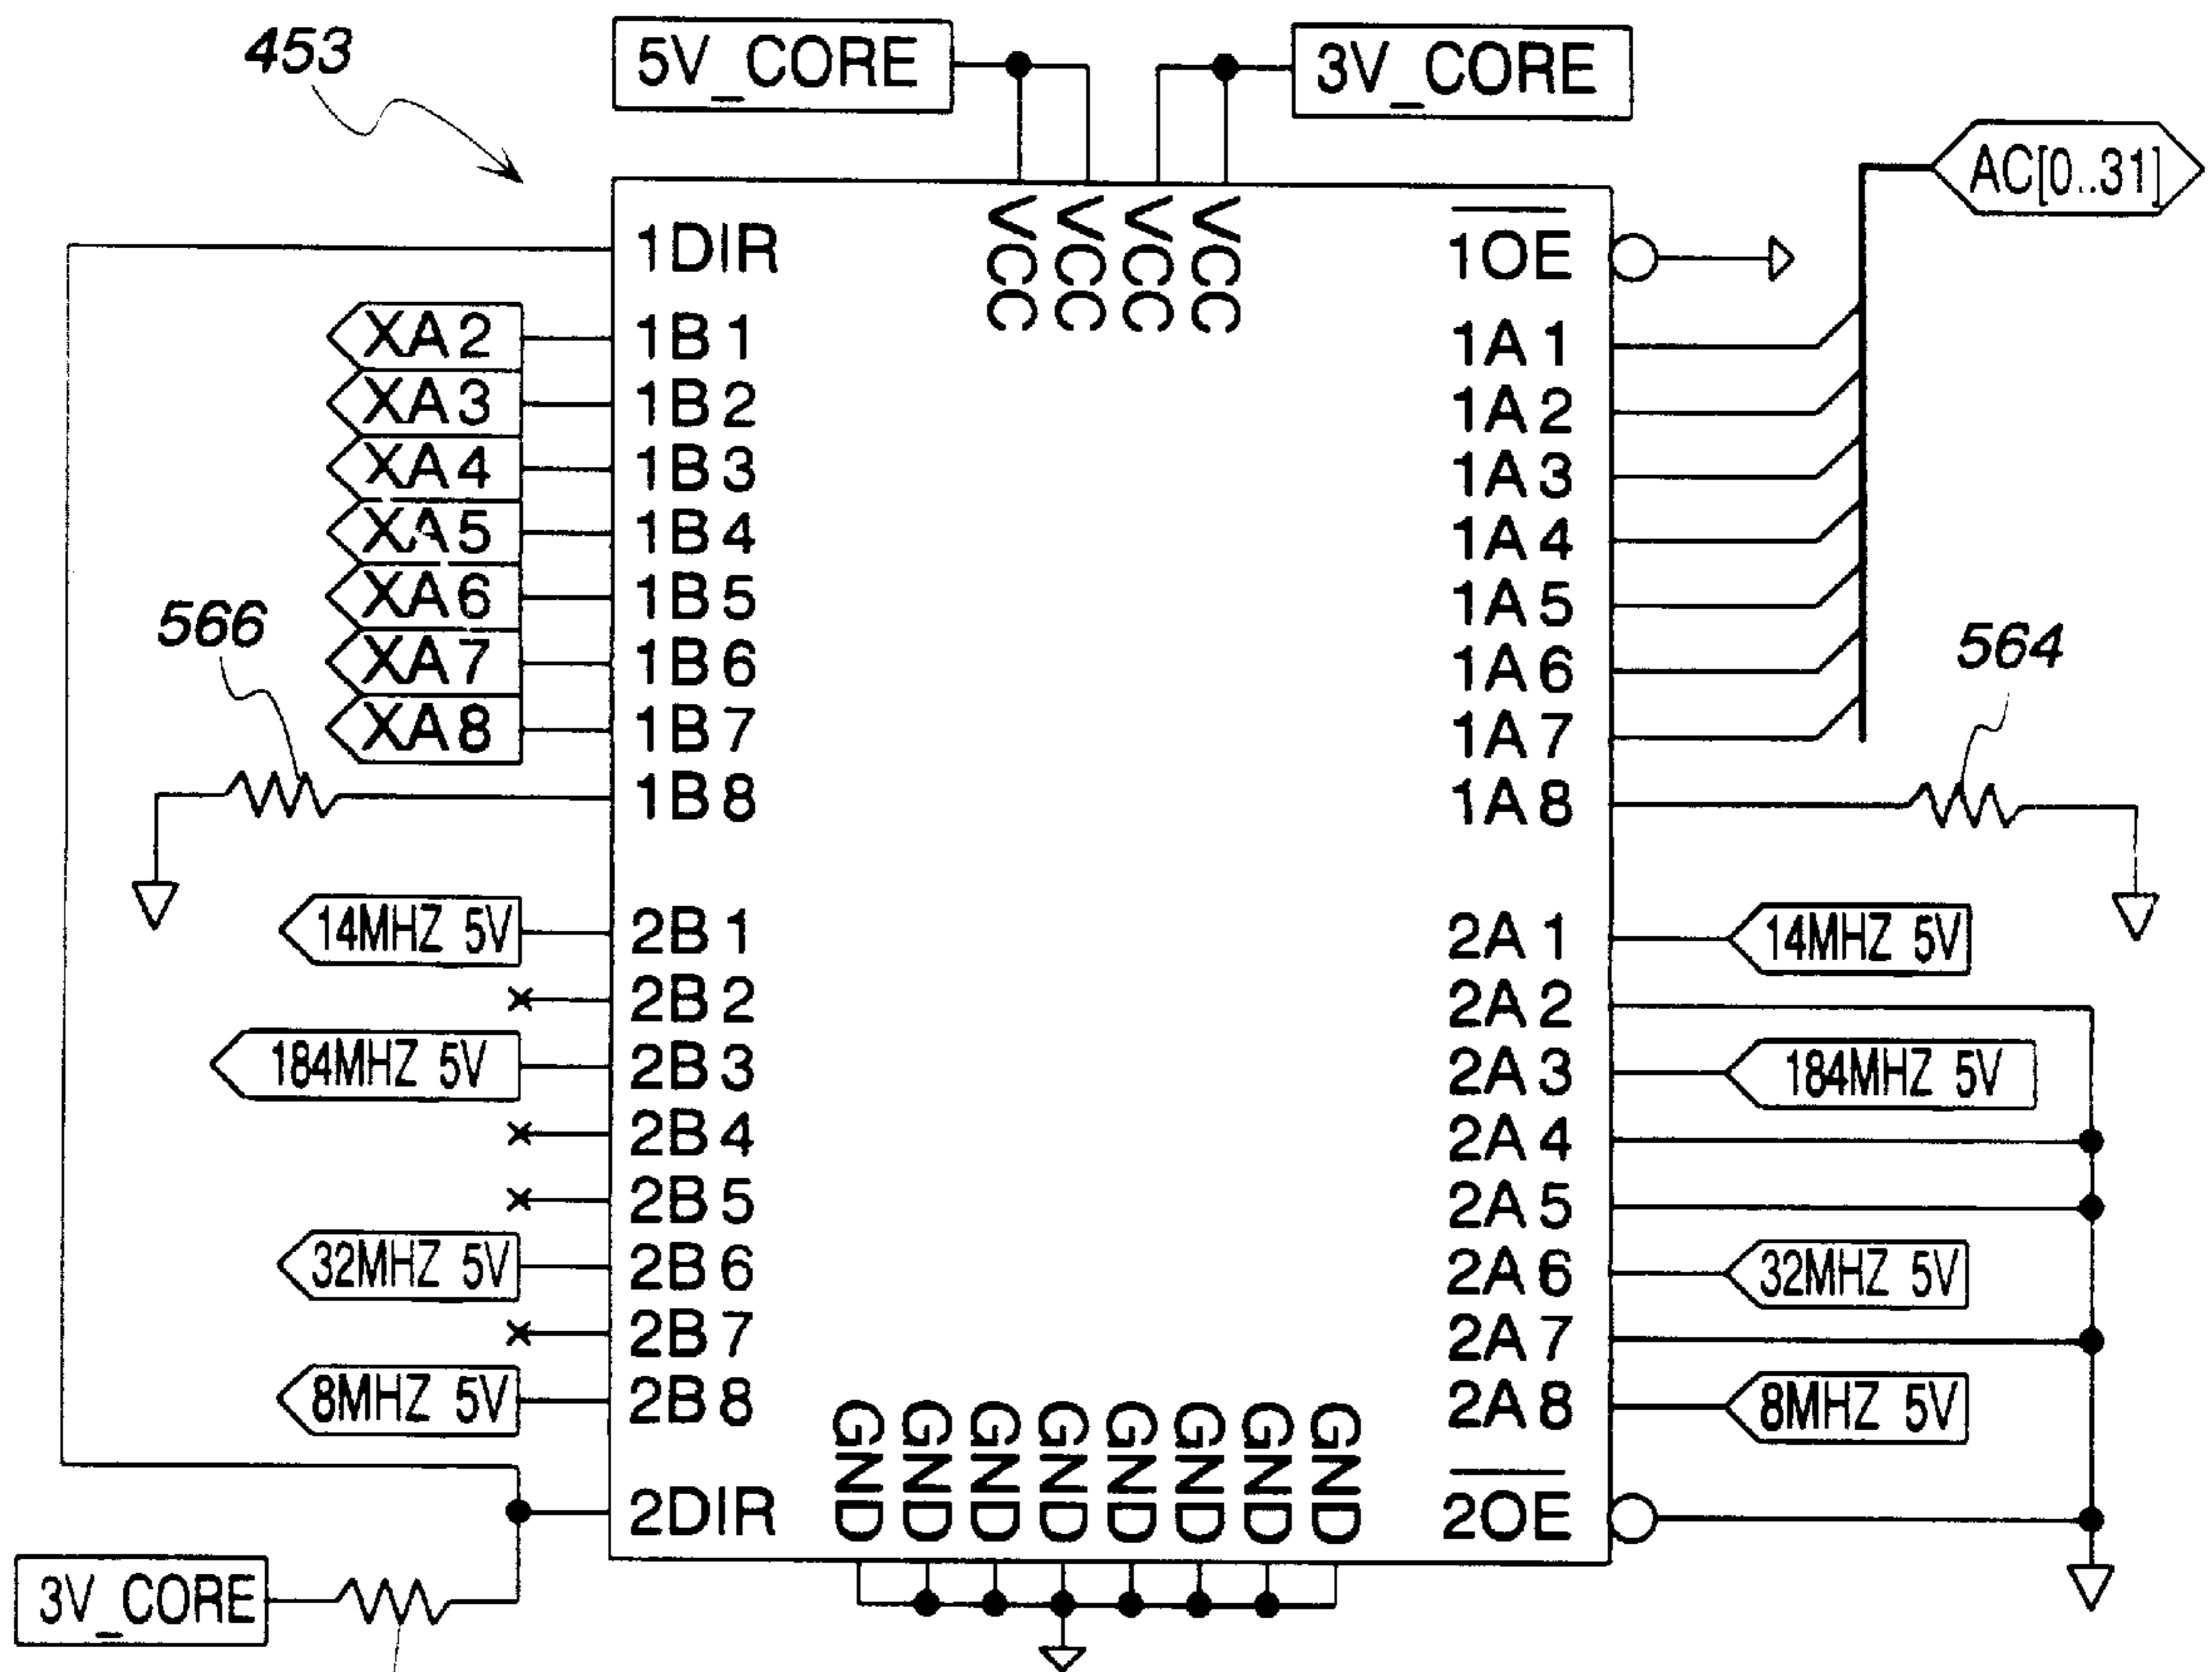 453
5V_CORE
3V_CORE
AC[0..31]
VCC
VCC
VCC
VCC
1DIR
1OE
XA2
1B1
1A1
XA3
1B2
1A2
XA4
1B3
1A3
XA5
1B4
1A4
XA6
1B5
1A5
566
XA7
1B6
1A6
564
XA8
1B7
1A7
1B8
1A8
14MHZ 5V
2B1
2A1
14MHZ 5V
2B2
2A2
184MHZ 5V
2B3
2A3
184MHZ 5V
2B4
2A4
2B5
2A5
32MHZ 5V
2B6
2A6
32MHZ 5V
2B7
2A7
8MHZ 5V
2B8
2A8
8MHZ 5V
GND
GND
GND
GND
GND
GND
GND
GND
2DIR
2OE
3V_CORE